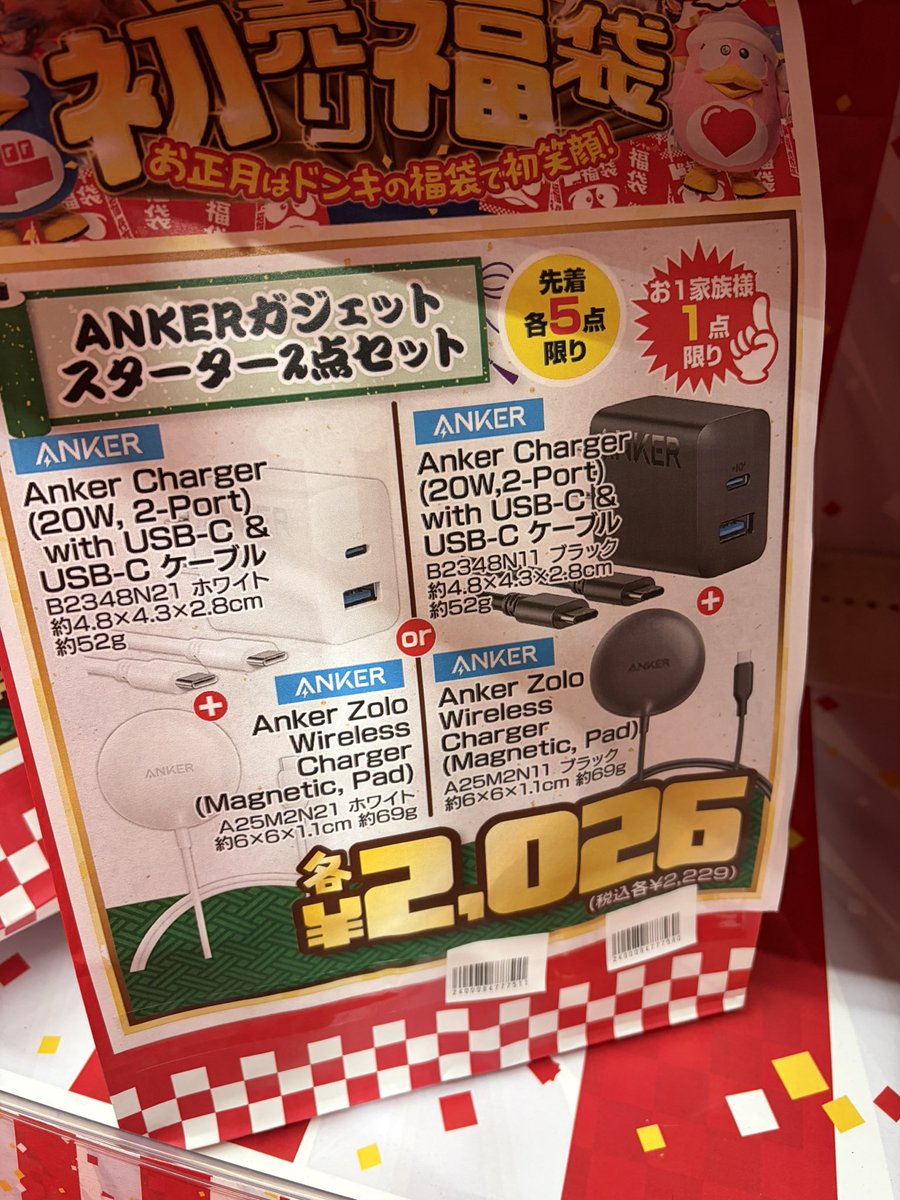 初売り福袋
お正月はドンキの福袋で初笑顔!
ANKERガジェット
スターター2点セット
先着
各5点
限り
お1家族様
1点
限り
ANKER
Anker Charger
(20W, 2-Port)
with USB-C &
USB-C ケーブル
B2348N21 ホワイト
約4.8×4.3×2.8cm
約52g
ANKER
Anker Charger
(20W,2-Port)
with USB-C &
USB-C ケーブル
B2348N11 ブラック
約4.8×4.3×2.8cm
約52g
ANKER
or
+
+
ANKER
Anker Zolo
Wireless
Charger
(Magnetic, Pad)
A25M2N21 ホワイト
約6×6×1.1cm 約69g
ANKER
ANKER
Anker Zolo
Wireless
Charger
(Magnetic, Pad)
A25M2N11 ブラック
約6×6×1.1cm 約69g
ANKER
各¥2,026
(税込各¥2,229)